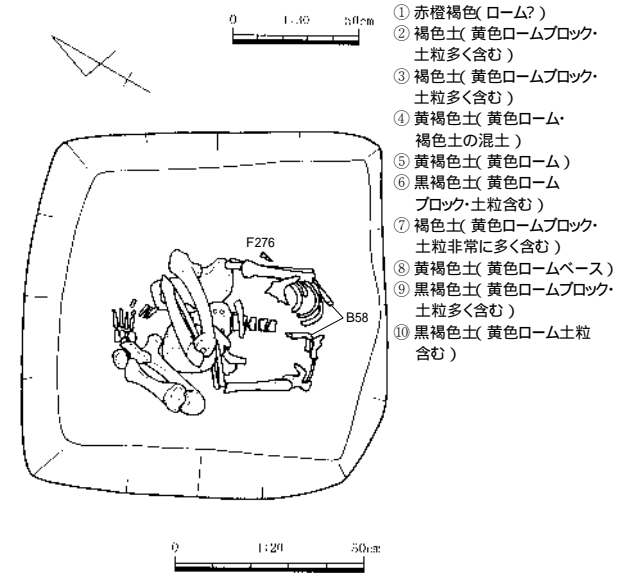 0 1:30 50cm
① 赤橙褐色(ローム?)
② 褐色土(黄色ロームブロック・
土粒多く含む)
③ 褐色土(黄色ロームブロック・
土粒多く含む)
④ 黄褐色土(黄色ローム・
褐色土の混土)
⑤ 黄褐色土(黄色ローム)
⑥ 黒褐色土(黄色ローム
ブロック・土粒含む)
⑦ 褐色土(黄色ロームブロック・
土粒非常に多く含む)
⑧ 黄褐色土(黄色ロームベース)
⑨ 黒褐色土(黄色ロームブロック・
土粒多く含む)
⑩ 黒褐色土(黄色ローム土粒
含む)
F276
B58
0 1:20 50cm